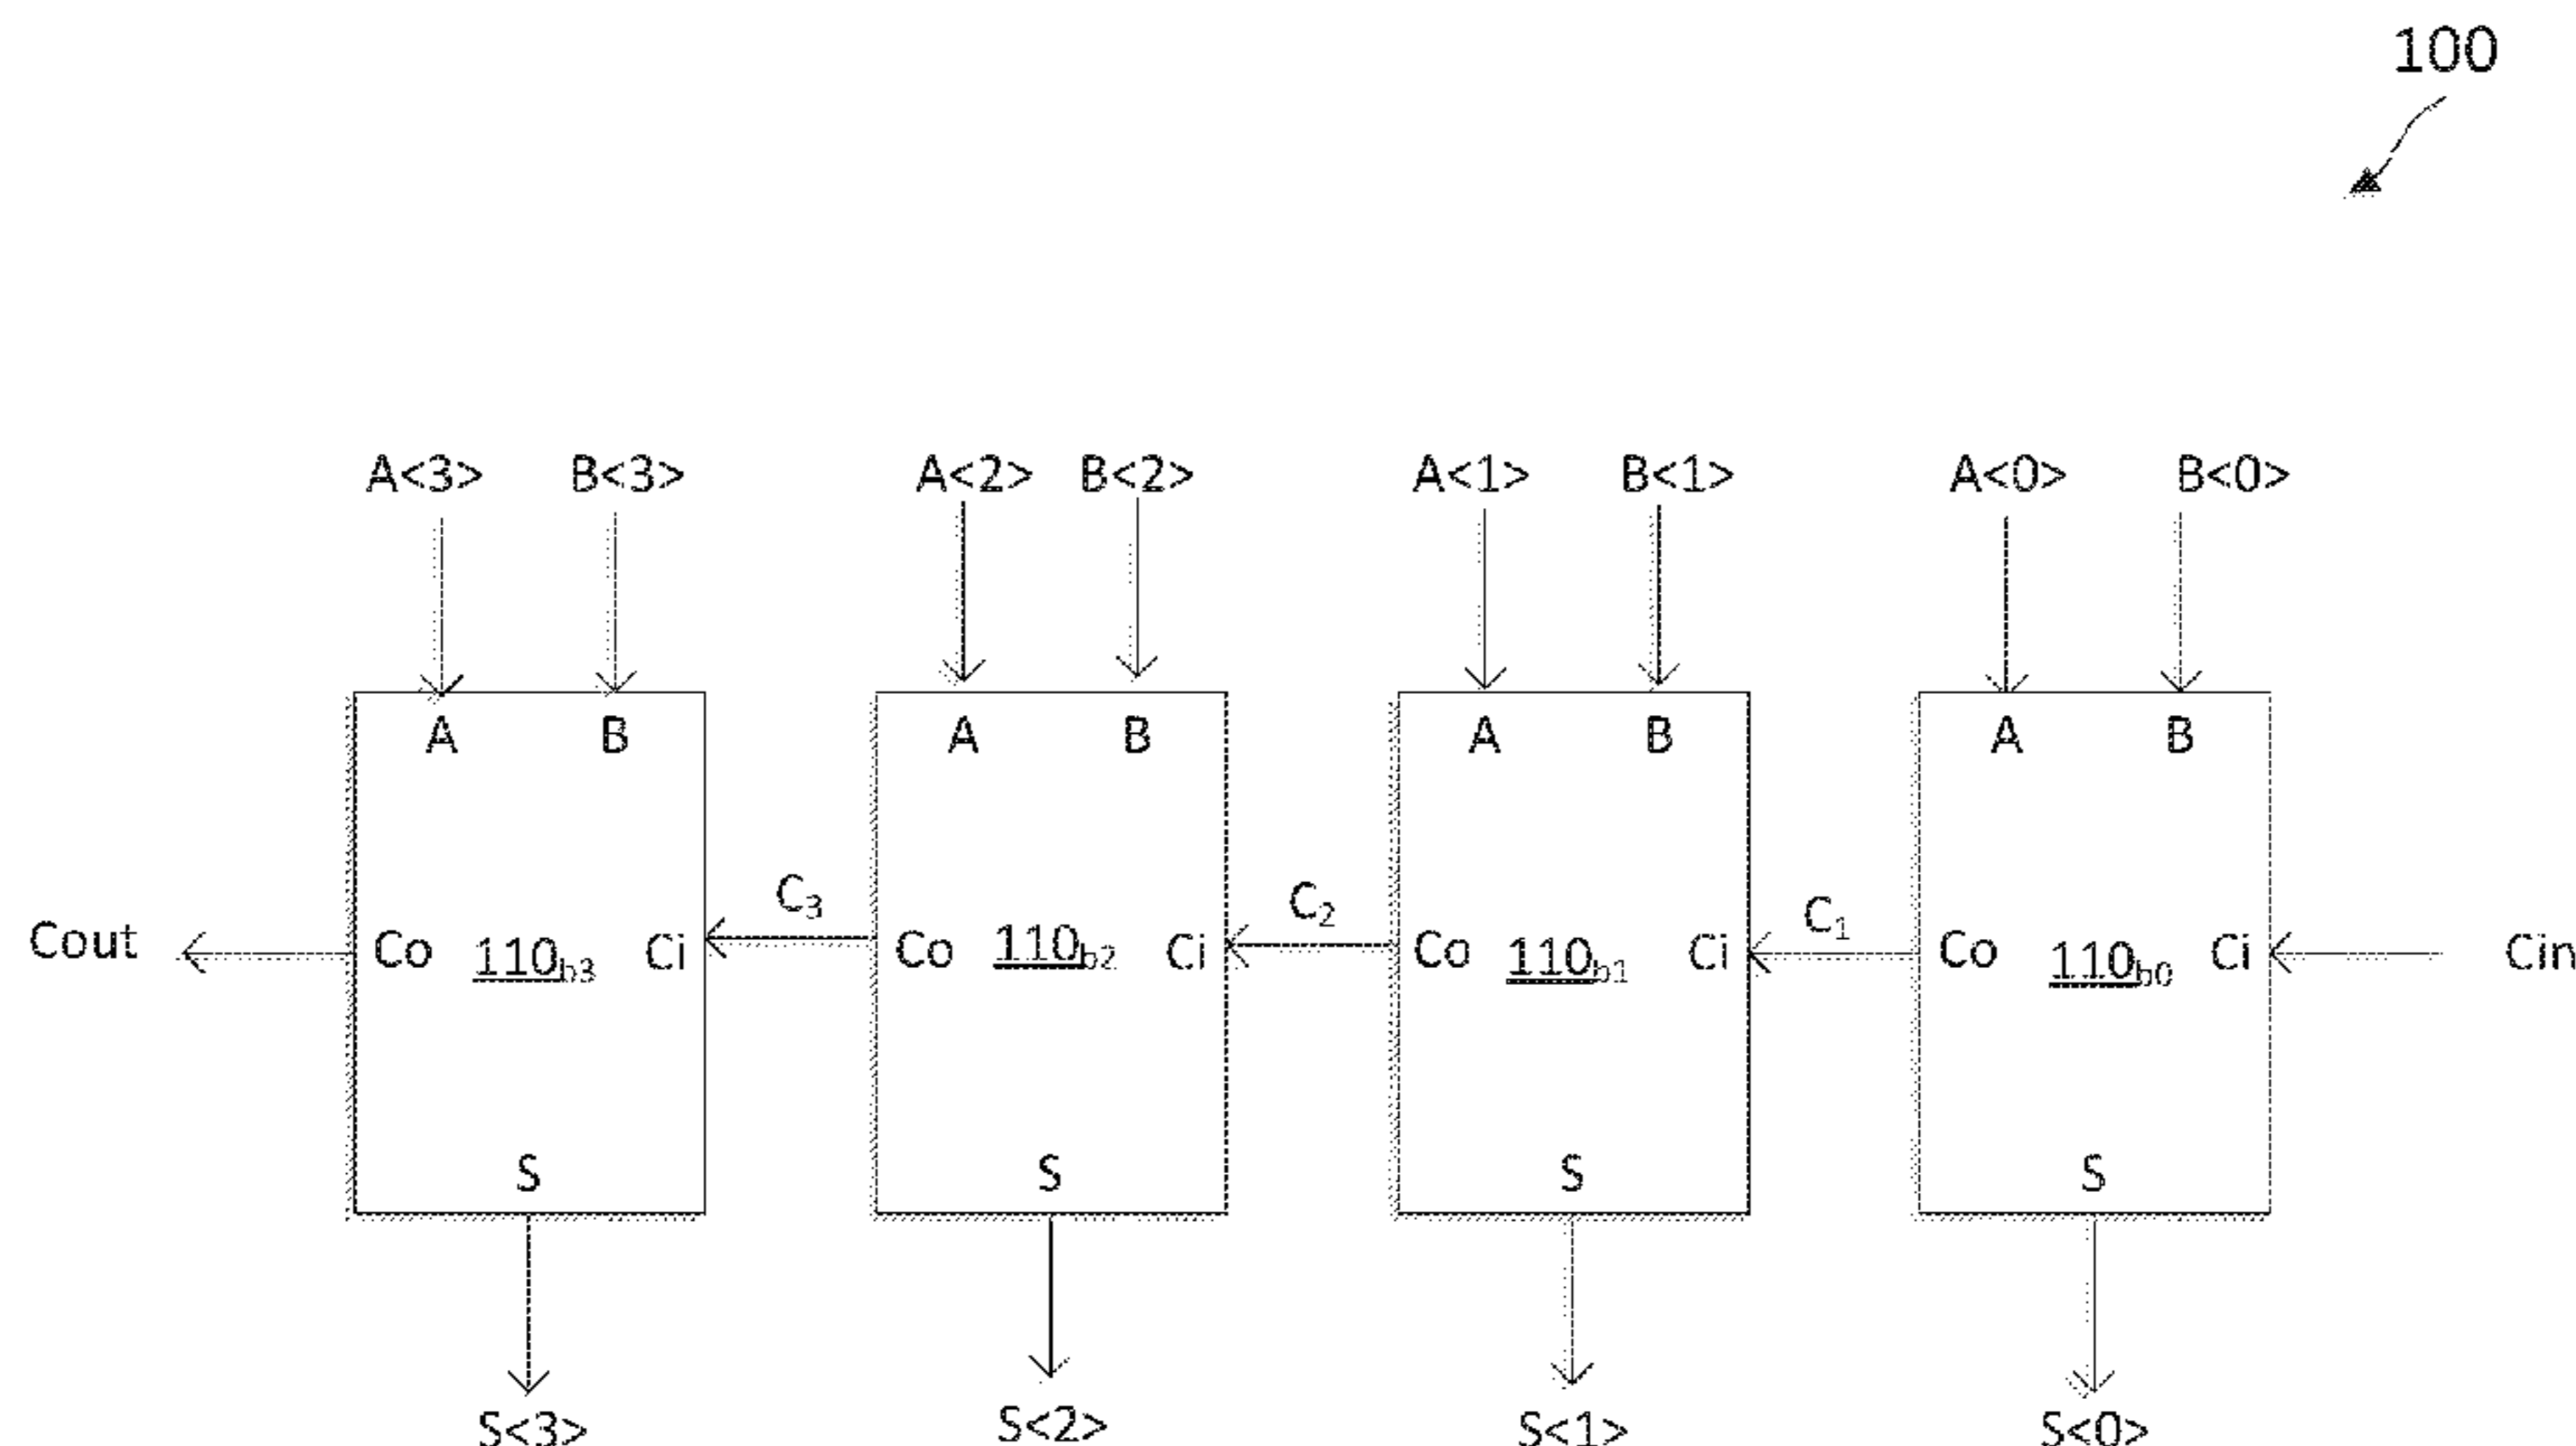 100
A<3> B<3> A<2> B<2> A<1> B<1> A<0> B<0>
A B A B A B A B
C₃ C₂ C₁
Cout Co 110b3 Ci Co 110b2 Ci Co 110b1 Ci Co 110b0 Ci Cin
S S S S
S<3> S<2> S<1> S<0>